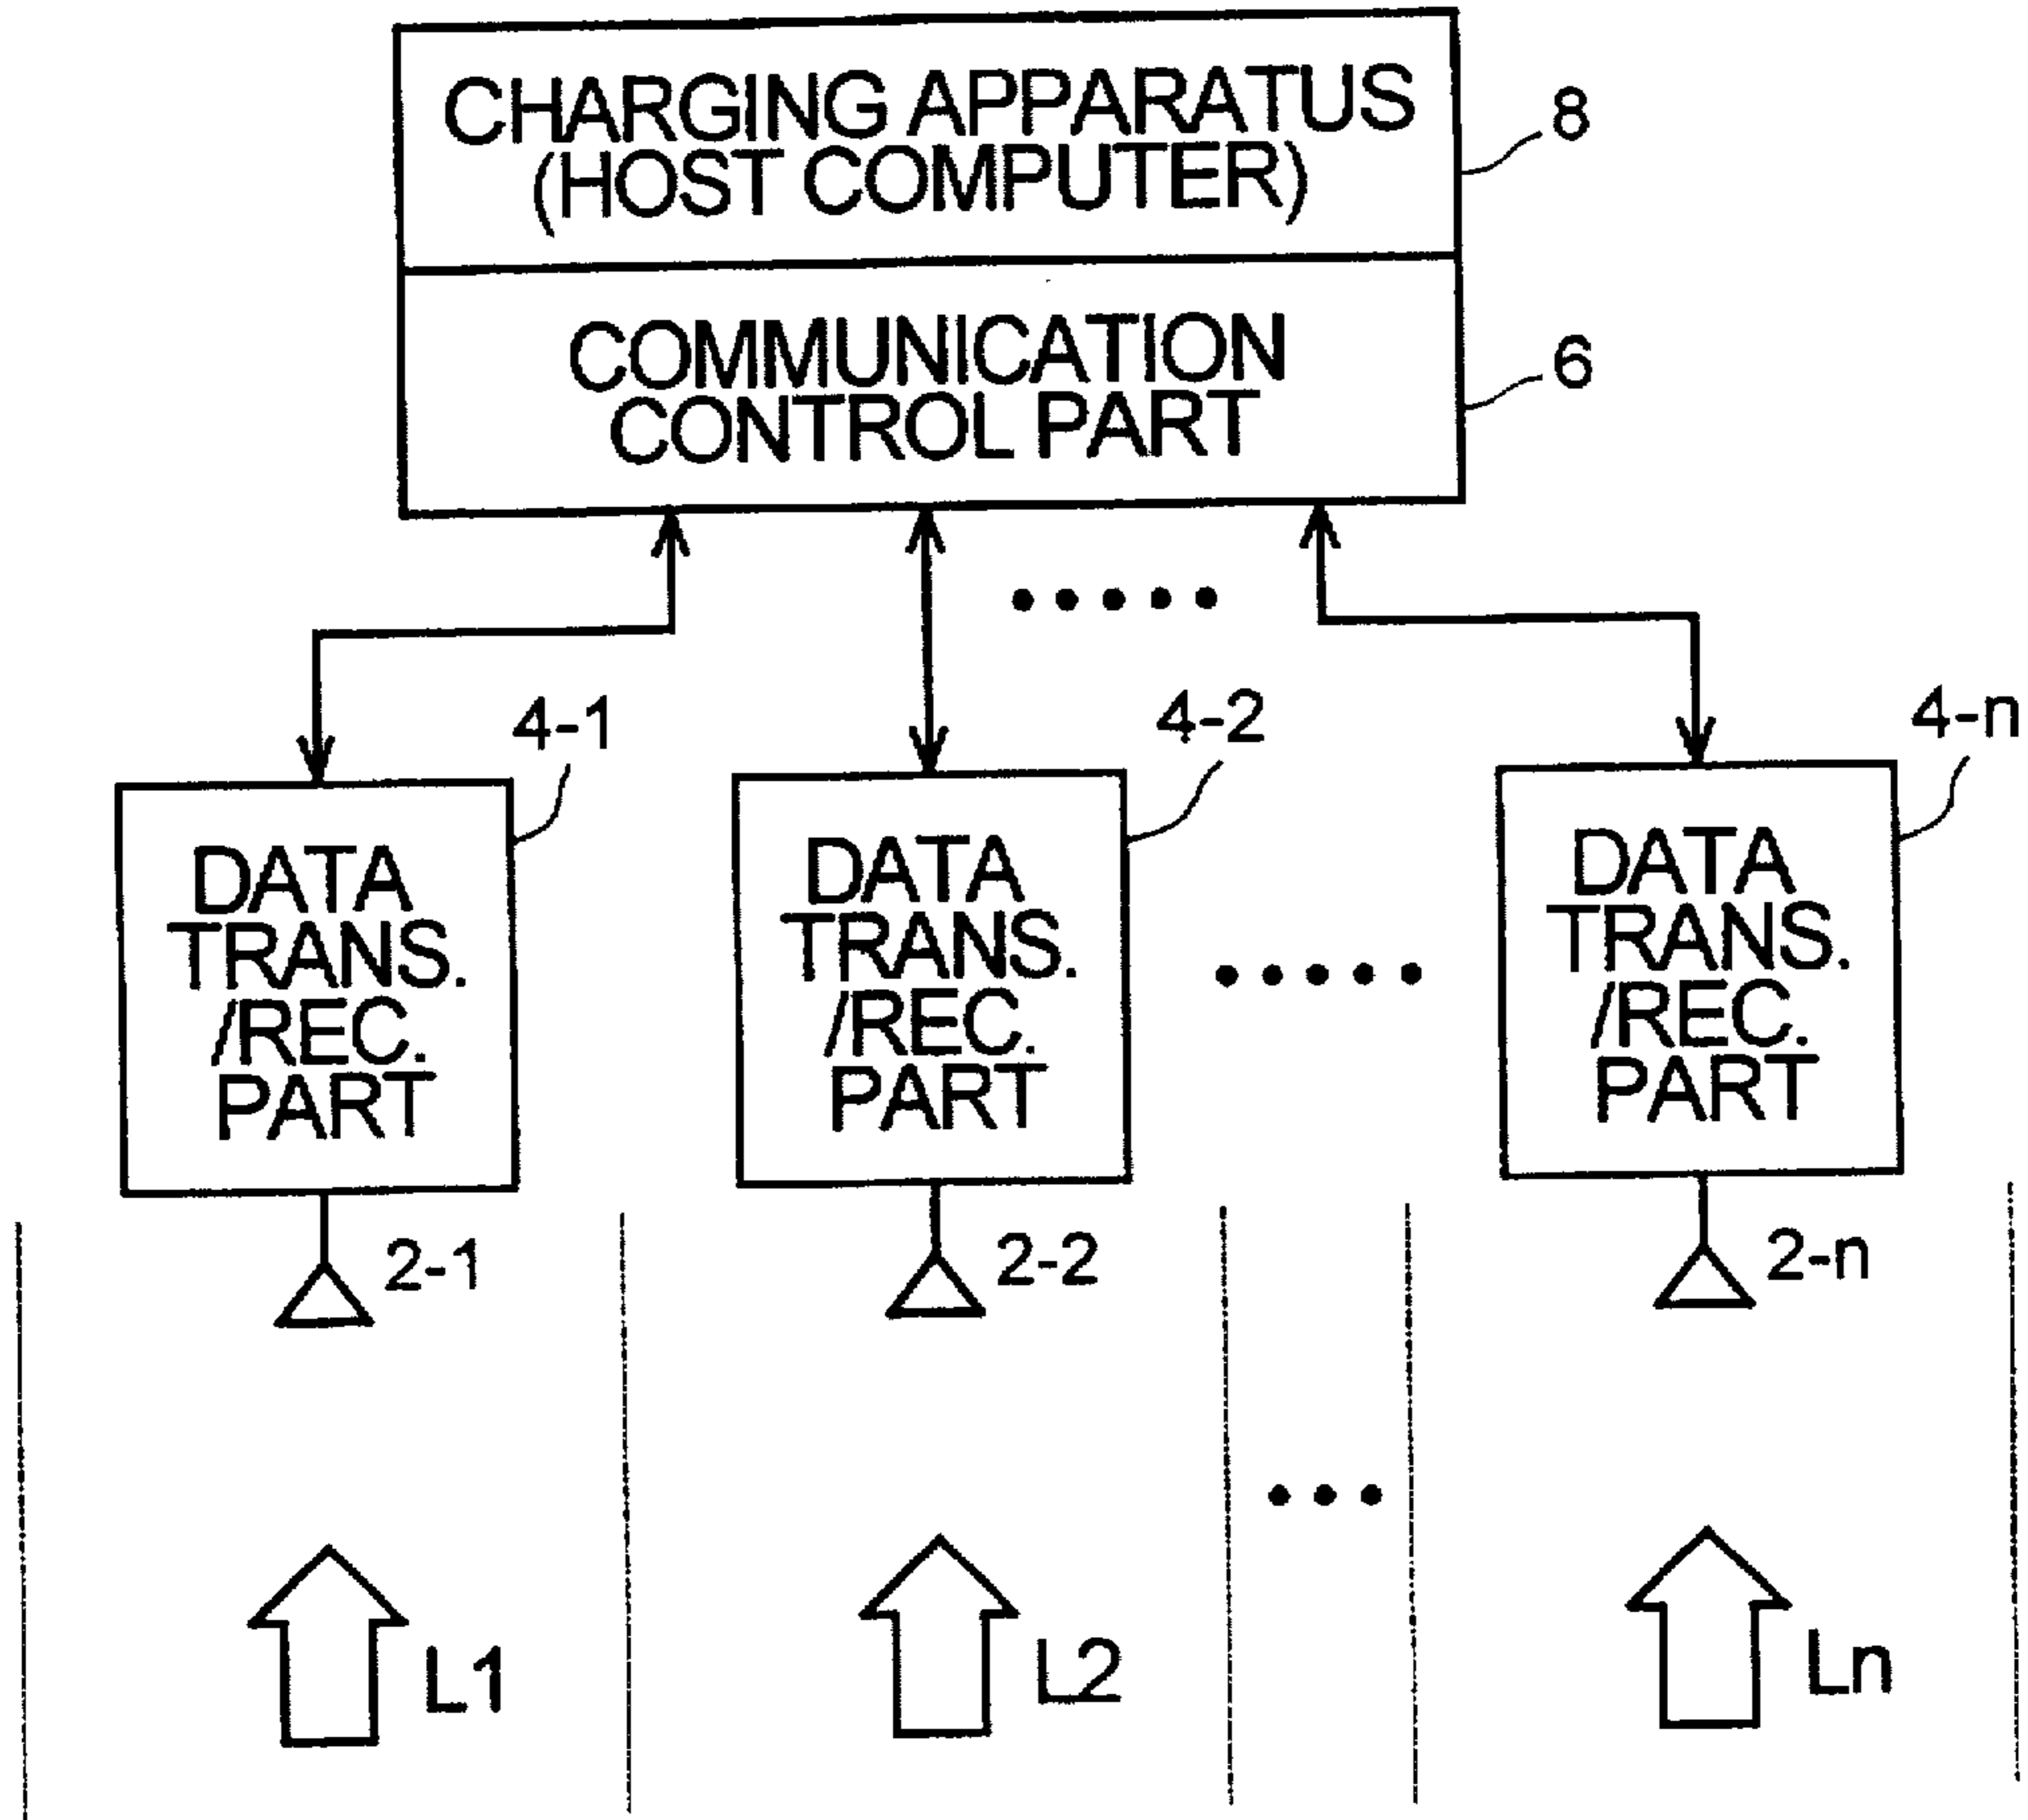 CHARGING APPARATUS
(HOST COMPUTER)
8
COMMUNICATION
CONTROL PART
6
4-1
4-2
4-n
DATA
TRANS.
/REC.
PART
DATA
TRANS.
/REC.
PART
DATA
TRANS.
/REC.
PART
2-1
2-2
2-n
L1
L2
Ln